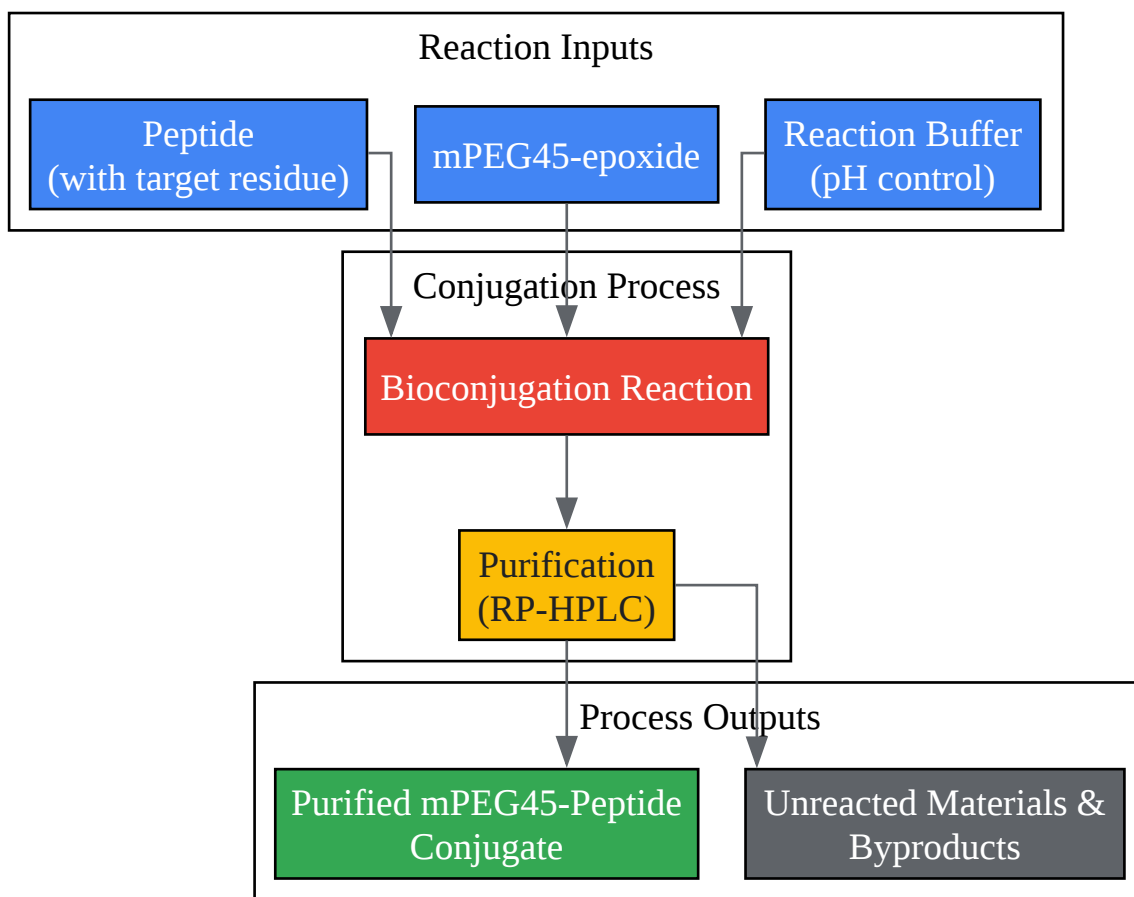 Reaction Inputs
Peptide
(with target residue)
mPEG45-epoxide
Reaction Buffer
(pH control)
Conjugation Process
Bioconjugation Reaction
Purification
(RP-HPLC)
Process Outputs
Purified mPEG45-Peptide
Conjugate
Unreacted Materials &
Byproducts